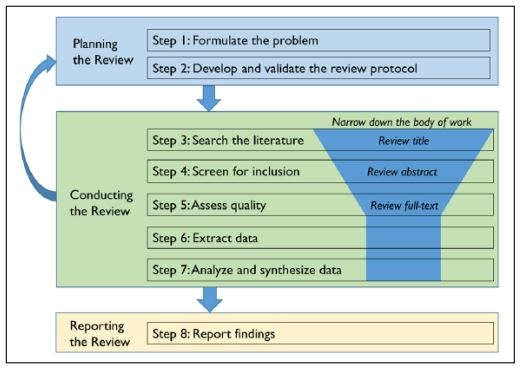 Planning
the Review
Step 1: Formulate the problem
Step 2: Develop and validate the review protocol
Narrow down the body of work
Conducting
the Review
Step 3: Search the literature
Review title
Step 4: Screen for inclusion
Review abstract
Step 5: Assess quality
Review full-text
Step 6: Extract data
Step 7: Analyze and synthesize data
Reporting
the Review
Step 8: Report findings